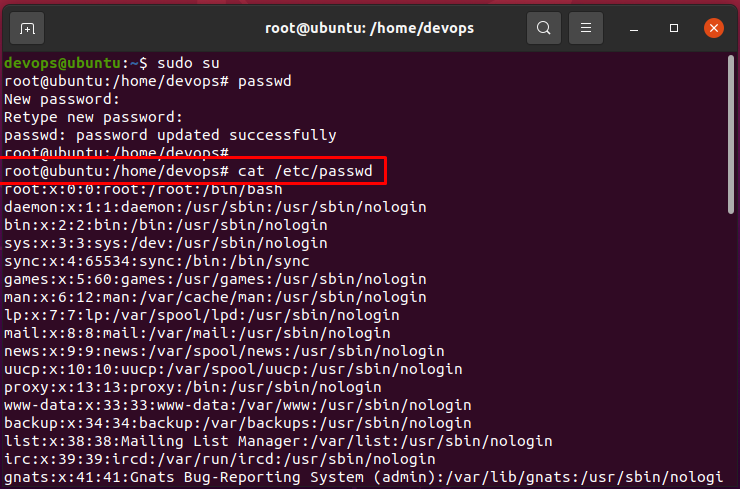 root@ubuntu: /home/devops
devops@ubuntu:~$ sudo su
root@ubuntu:/home/devops# passwd
New password:
Retype new password:
passwd: password updated successfully
root@ubuntu:/home/devops#
root@ubuntu:/home/devops# cat /etc/passwd
root:x:0:0:root:/root:/bin/bash
daemon:x:1:1:daemon:/usr/sbin:/usr/sbin/nologin
bin:x:2:2:bin:/bin:/usr/sbin/nologin
sys:x:3:3:sys:/dev:/usr/sbin/nologin
sync:x:4:65534:sync:/bin:/bin/sync
games:x:5:60:games:/usr/games:/usr/sbin/nologin
man:x:6:12:man:/var/cache/man:/usr/sbin/nologin
lp:x:7:7:lp:/var/spool/lpd:/usr/sbin/nologin
mail:x:8:8:mail:/var/mail:/usr/sbin/nologin
news:x:9:9:news:/var/spool/news:/usr/sbin/nologin
uucp:x:10:10:uucp:/var/spool/uucp:/usr/sbin/nologin
proxy:x:13:13:proxy:/bin:/usr/sbin/nologin
www-data:x:33:33:www-data:/var/www:/usr/sbin/nologin
backup:x:34:34:backup:/var/backups:/usr/sbin/nologin
list:x:38:38:Mailing List Manager:/var/list:/usr/sbin/nologin
irc:x:39:39:ircd:/var/run/ircd:/usr/sbin/nologin
gnats:x:41:41:Gnats Bug-Reporting System (admin):/var/lib/gnats:/usr/sbin/nologi